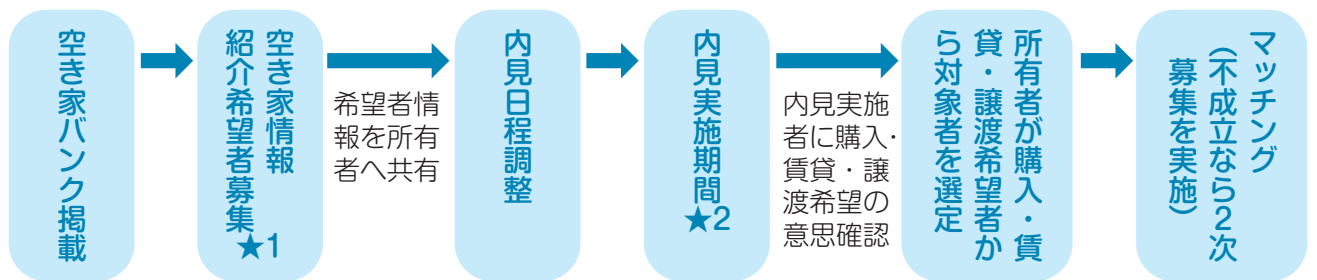 空き家バンク掲載
空き家情報
紹介希望者募集★1
希望者情
報を所有
者へ共有
内見日程調整
内見実施期間★2
内見実施
者に購入・
賃貸・譲
渡希望の
意思確認
所有者が購入・賃
貸・譲渡希望者か
ら対象者を選定
マッチング
(不成立なら2次
募集を実施)